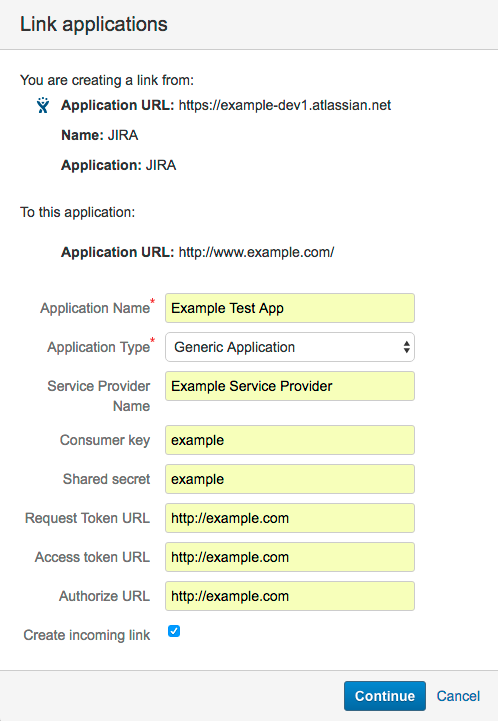 Link applications
You are creating a link from:
Application URL: https://example-dev1.atlassian.net
Name: JIRA
Application: JIRA
To this application:
Application URL: http://www.example.com/
Application Name* Example Test App
Application Type* Generic Application
Service Provider Example Service Provider
Name
Consumer key example
Shared secret example
Request Token URL http://example.com
Access token URL http://example.com
Authorize URL http://example.com
Create incoming link
Continue Cancel